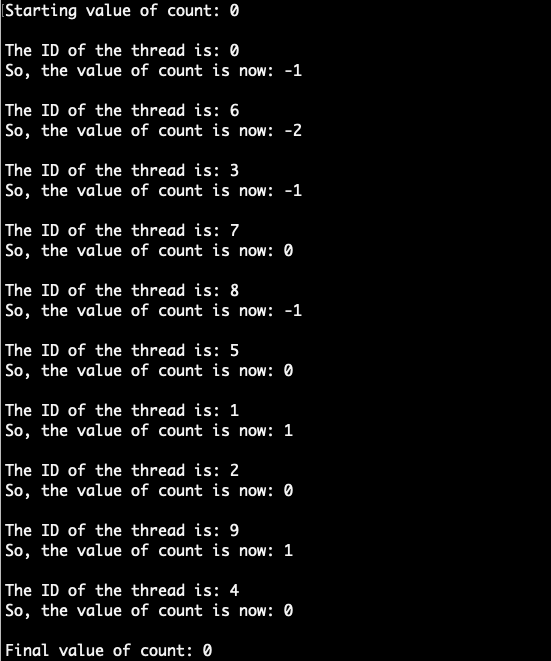 Starting value of count: 0
The ID of the thread is: 0
So, the value of count is now: -1
The ID of the thread is: 6
So, the value of count is now: -2
The ID of the thread is: 3
So, the value of count is now: -1
The ID of the thread is: 7
So, the value of count is now: 0
The ID of the thread is: 8
So, the value of count is now: -1
The ID of the thread is: 5
So, the value of count is now: 0
The ID of the thread is: 1
So, the value of count is now: 1
The ID of the thread is: 2
So, the value of count is now: 0
The ID of the thread is: 9
So, the value of count is now: 1
The ID of the thread is: 4
So, the value of count is now: 0
Final value of count: 0